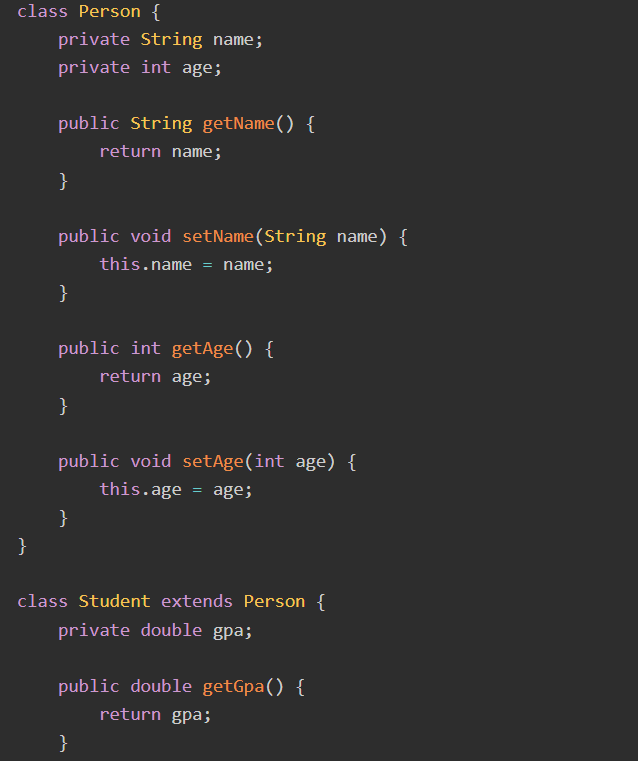 class Person {
    private String name;
    private int age;

    public String getName() {
        return name;
    }

    public void setName(String name) {
        this.name = name;
    }

    public int getAge() {
        return age;
    }

    public void setAge(int age) {
        this.age = age;
    }
}

class Student extends Person {
    private double gpa;

    public double getGpa() {
        return gpa;
    }